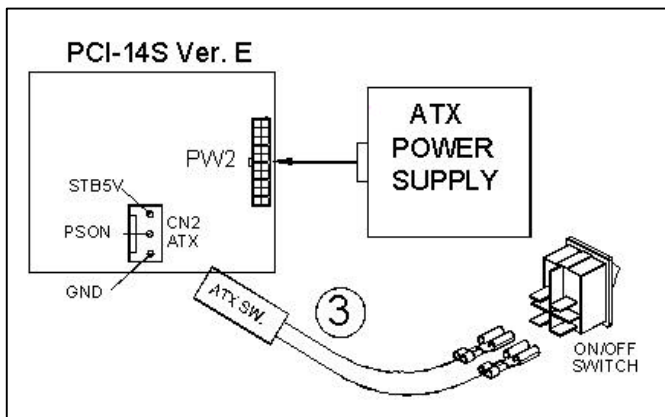 PCI-14S Ver. E
ATX
POWER
SUPPLY
PW2
STB5V
PSON
CN2
ATX
GND
ATX SW.
3
ON/OFF
SWITCH